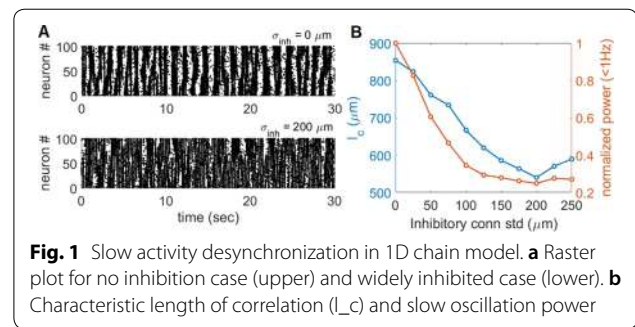 A
σinh = 0 μm
neuron #
100
50
0
0 10 20 30
σinh = 200 μm
neuron #
100
50
0
0 10 20 30
time (sec)
B
l_c (μm)
900
800
700
600
500
0 50 100 150 200 250
Inhibitory conn std (μm)
1
0.8
0.6
0.4
0.2
normalized power (<1Hz)
Fig. 1 Slow activity desynchronization in 1D chain model. a Raster
plot for no inhibition case (upper) and widely inhibited case (lower). b
Characteristic length of correlation (l_c) and slow oscillation power